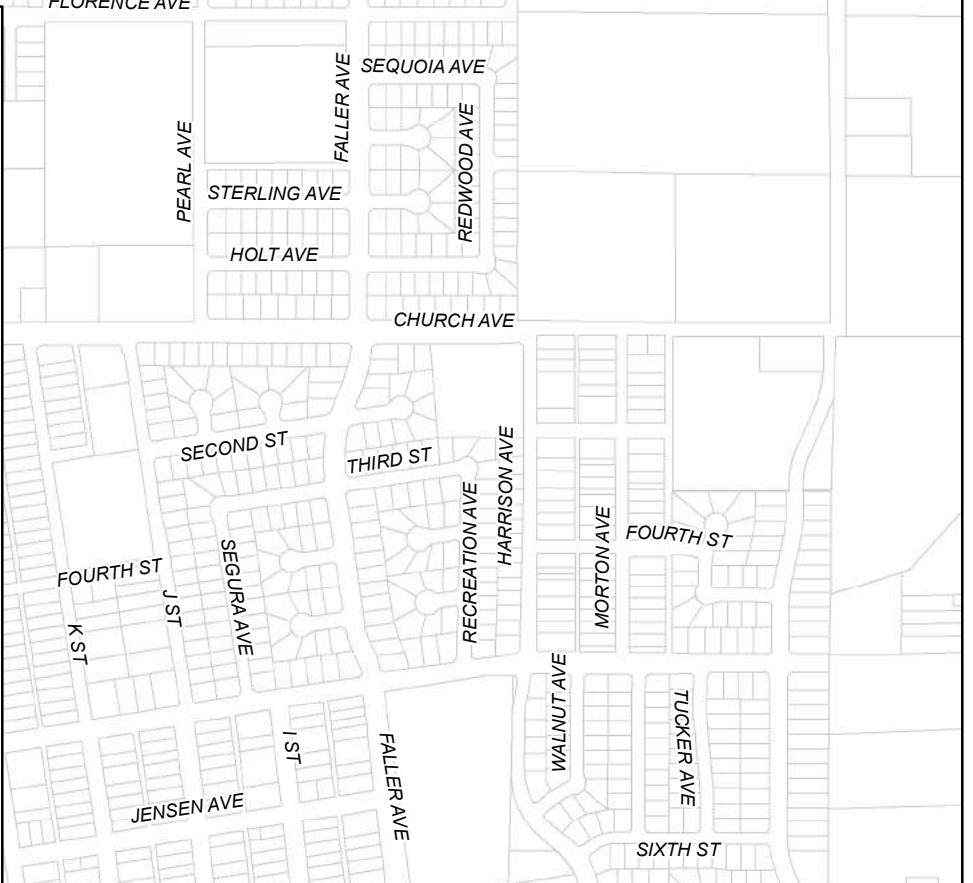 FLORENCE AVE
SEQUOIA AVE
FALLER AVE
REDWOOD AVE
PEARL AVE
STERLING AVE
HOLT AVE
CHURCH AVE
SECOND ST
THIRD ST
HARRISON AVE
RECREATION AVE
MORTON AVE
FOURTH ST
SEGURA AVE
FOURTH ST
J ST
K ST
WALNUT AVE
TUCKER AVE
I ST
FALLER AVE
JENSEN AVE
SIXTH ST